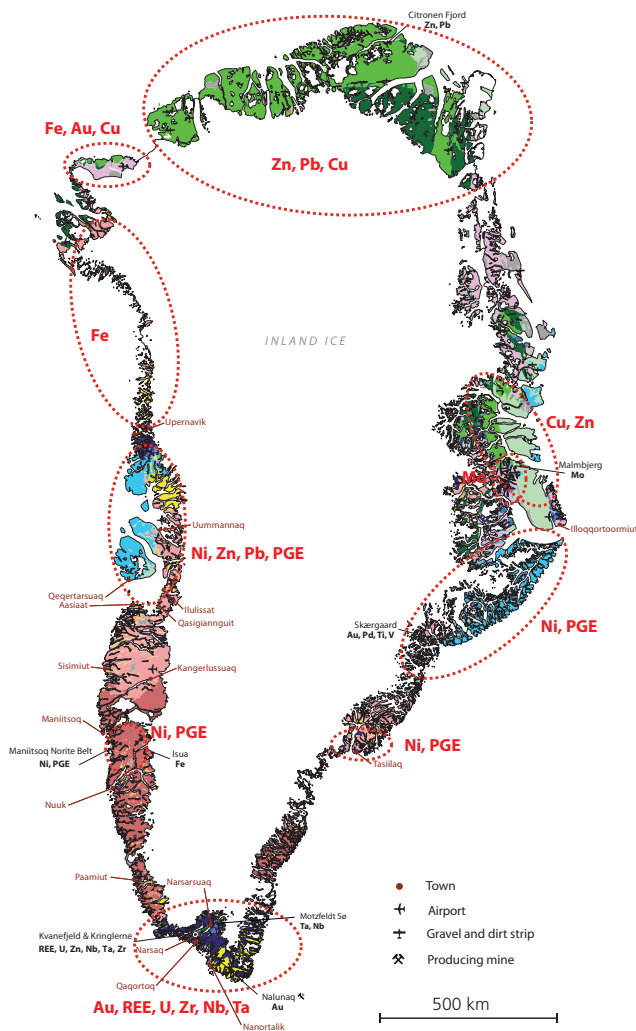 Citronen Fjord
Zn, Pb
Fe, Au, Cu
Zn, Pb, Cu
Fe
INLAND ICE
Upernavik
Cu, Zn
Malmbjerg
Mo
Mo
Uummannaq
Illoqqortoormiut
Ni, Zn, Pb, PGE
Qeqertarsuaq
Aasiaat
Ilulissat
Qasigiannguit
Ni, PGE
Skærgaard
Au, Pd, Ti, V
Sisimiut
Kangerlussuaq
Maniitsoq
Ni, PGE
Maniitsoq Norite Belt
Ni, PGE
Isua
Fe
Ni, PGE
Tasiilaq
Nuuk
Paamiut
Narsarsuaq
Town
Airport
Gravel and dirt strip
Producing mine
Motzfeldt Sø
Ta, Nb
Kvanefjeld & Kringlerne
REE, U, Zn, Nb, Ta, Zr
Narsaq
Qaqortoq
Nalunaq
Au
Au, REE, U, Zr, Nb, Ta
Nanortalik
500 km